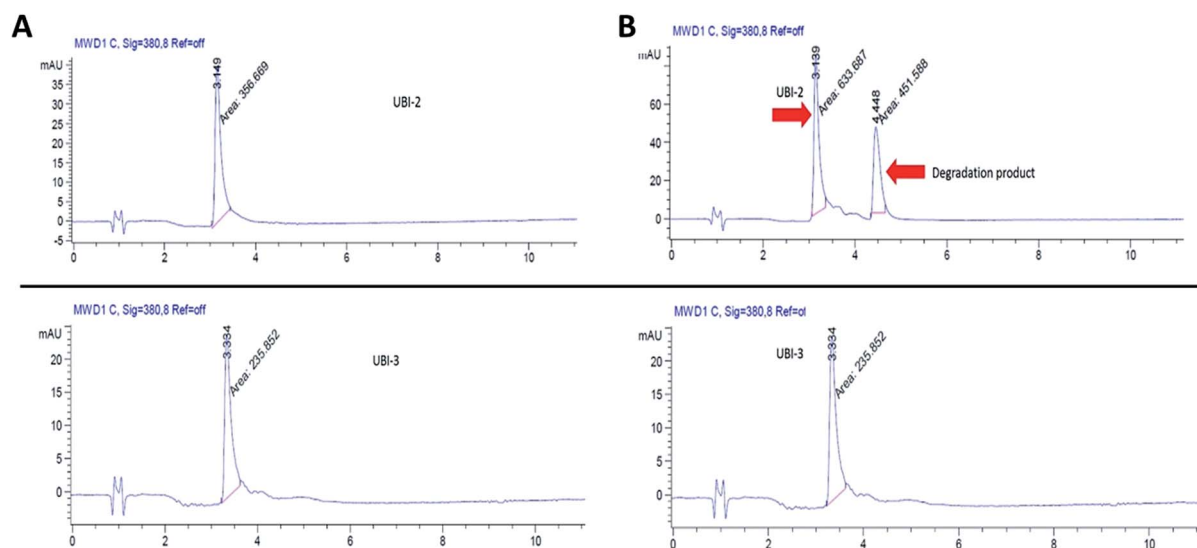 A
MWD1 C, Sig=380,8 Ref=off
mAU
35
30
25
20
15
10
5
0
-5
3.149
Area: 356.669
UBI-2
0 2 4 6 8 10
B
MWD1 C, Sig=380,8 Ref=off
mAU
60
40
20
0
3.139
Area: 633.687
4.448
Area: 451.588
UBI-2
Degradation product
0 2 4 6 8 10
MWD1 C, Sig=380,8 Ref=off
mAU
20
15
10
5
0
3.334
Area: 235.852
UBI-3
0 2 4 6 8 10
MWD1 C, Sig=380,8 Ref=of
mAU
20
15
10
5
0
3.334
Area: 235.852
UBI-3
0 2 4 6 8 10